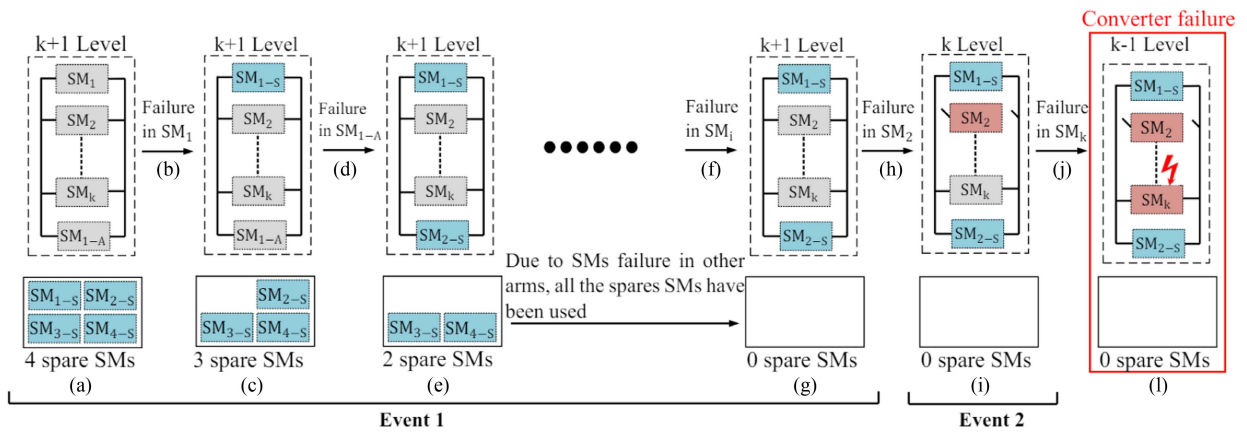 Converter failure
k+1 Level
k+1 Level
k+1 Level
k+1 Level
k Level
k-1 Level
SM₁
SM₂
SMₖ
SM₁₋A
Failure
in SM₁
(b)
SM₁₋S
SM₂
SMₖ
SM₁₋A
Failure
in SM₁₋A
(d)
SM₁₋S
SM₂
SMₖ
SM₂₋S
Failure
in SMᵢ
(f)
SM₁₋S
SM₂
SMₖ
SM₂₋S
Failure
in SM₂
(h)
SM₁₋S
SM₂
SMₖ
SM₂₋S
Failure
in SMₖ
(j)
SM₁₋S
SM₂
SMₖ
SM₂₋S
Due to SMs failure in other
arms, all the spares SMs have
been used
SM₁₋S SM₂₋S
SM₃₋S SM₄₋S
SM₂₋S
SM₃₋S SM₄₋S
SM₃₋S SM₄₋S
4 spare SMs
3 spare SMs
2 spare SMs
0 spare SMs
0 spare SMs
0 spare SMs
(a)
(c)
(e)
(g)
(i)
(l)
Event 1
Event 2